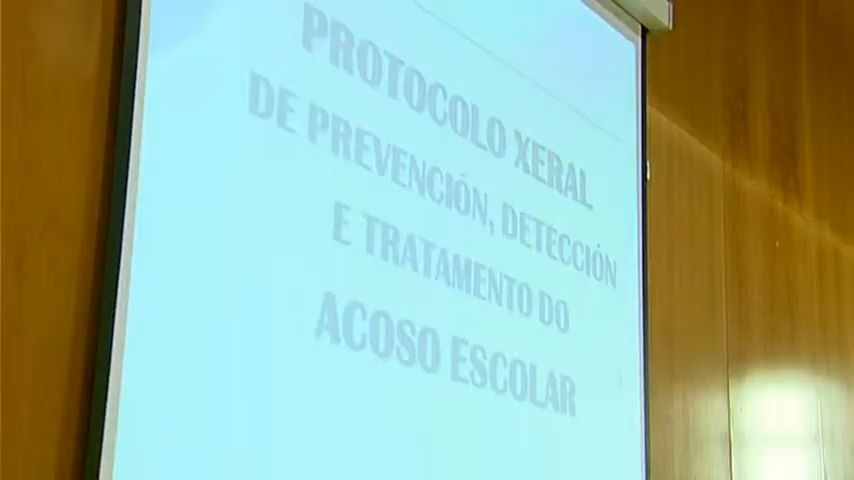 PROTOCOLO XERAL
DE PREVENCIÓN, DETECCIÓN
E TRATAMENTO DO
ACOSO ESCOLAR